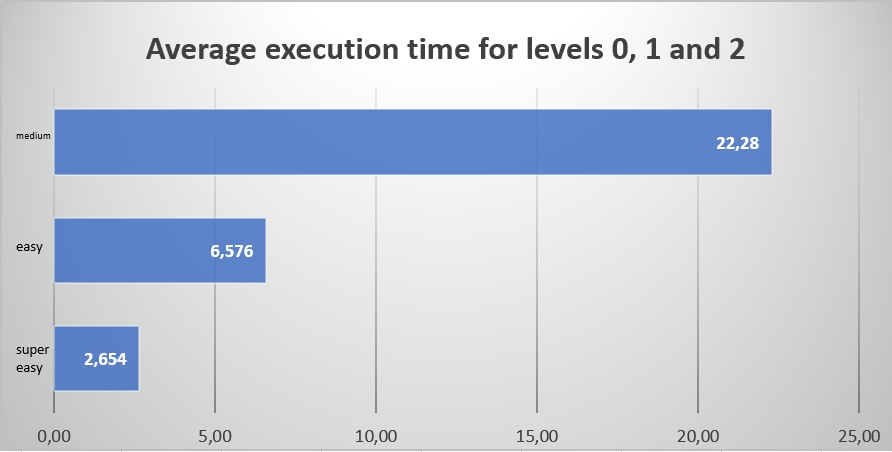 Average execution time for levels 0, 1 and 2
medium
22,28
easy
6,576
super
easy
2,654
0,00 5,00 10,00 15,00 20,00 25,00